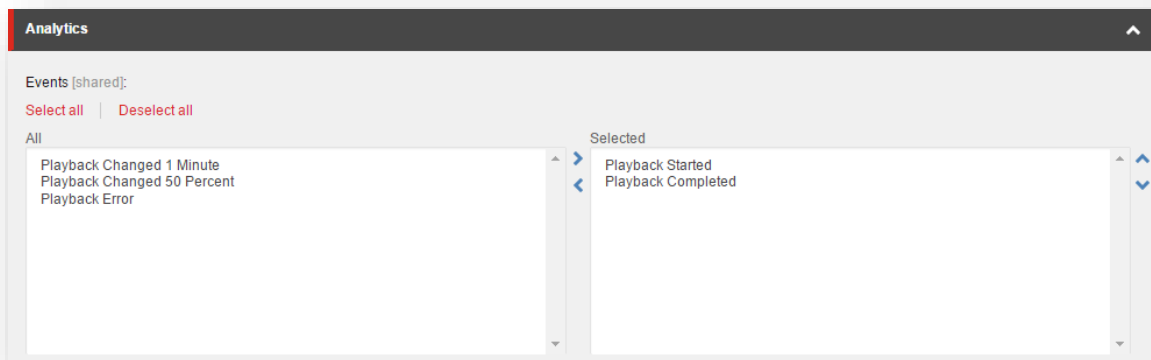 Analytics
Events [shared]:
Select all
Deselect all
All
Selected
Playback Changed 1 Minute
Playback Changed 50 Percent
Playback Error
Playback Started
Playback Completed